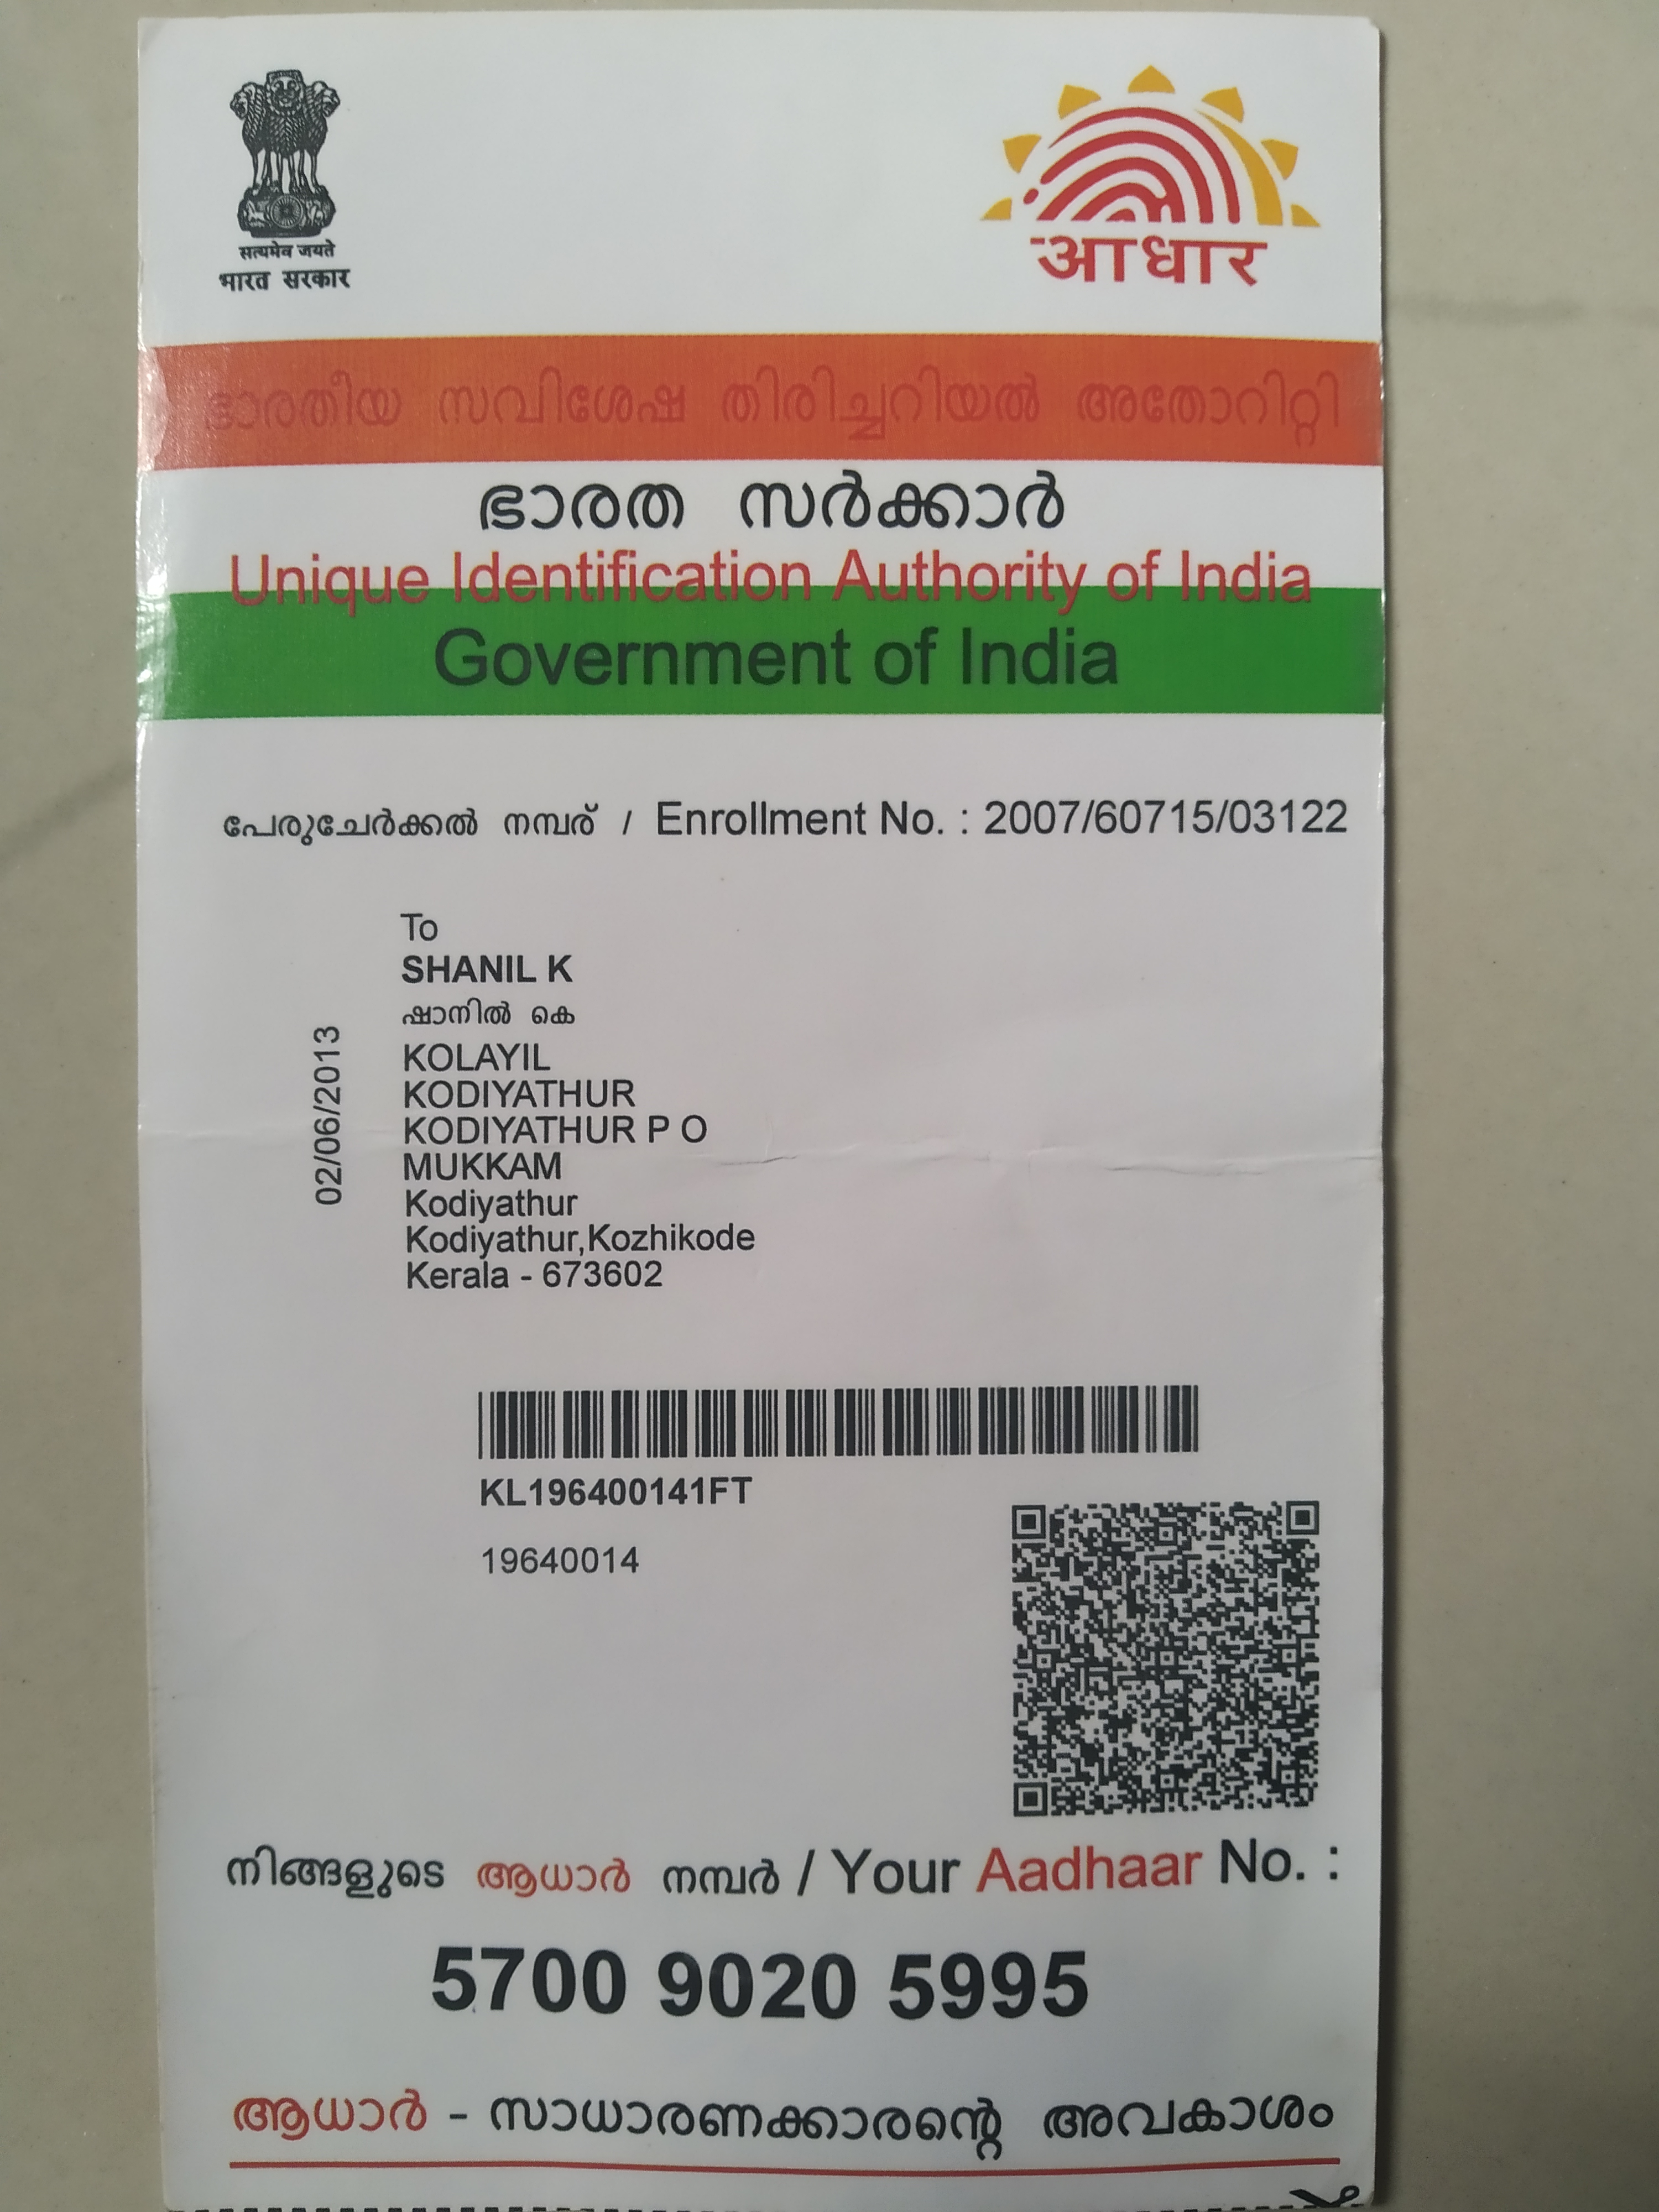 सत्यमेव जयते
भारत सरकार
आधार
ഭാരതീയ സവിശേഷ തിരിച്ചറിയൽ അതോറിറ്റി
ഭാരത സർക്കാർ
Unique Identification Authority of India
Government of India
പേരുചേർക്കൽ നമ്പര് / Enrollment No. : 2007/60715/03122
To
SHANIL K
ഷാനിൽ കെ
KOLAYIL
KODIYATHUR
KODIYATHUR P O
MUKKAM
Kodiyathur
Kodiyathur,Kozhikode
Kerala - 673602
02/06/2013
KL196400141FT
19640014
നിങ്ങളുടെ ആധാർ നമ്പർ / Your Aadhaar No. :
5700 9020 5995
ആധാർ - സാധാരണക്കാരന്റെ അവകാശം